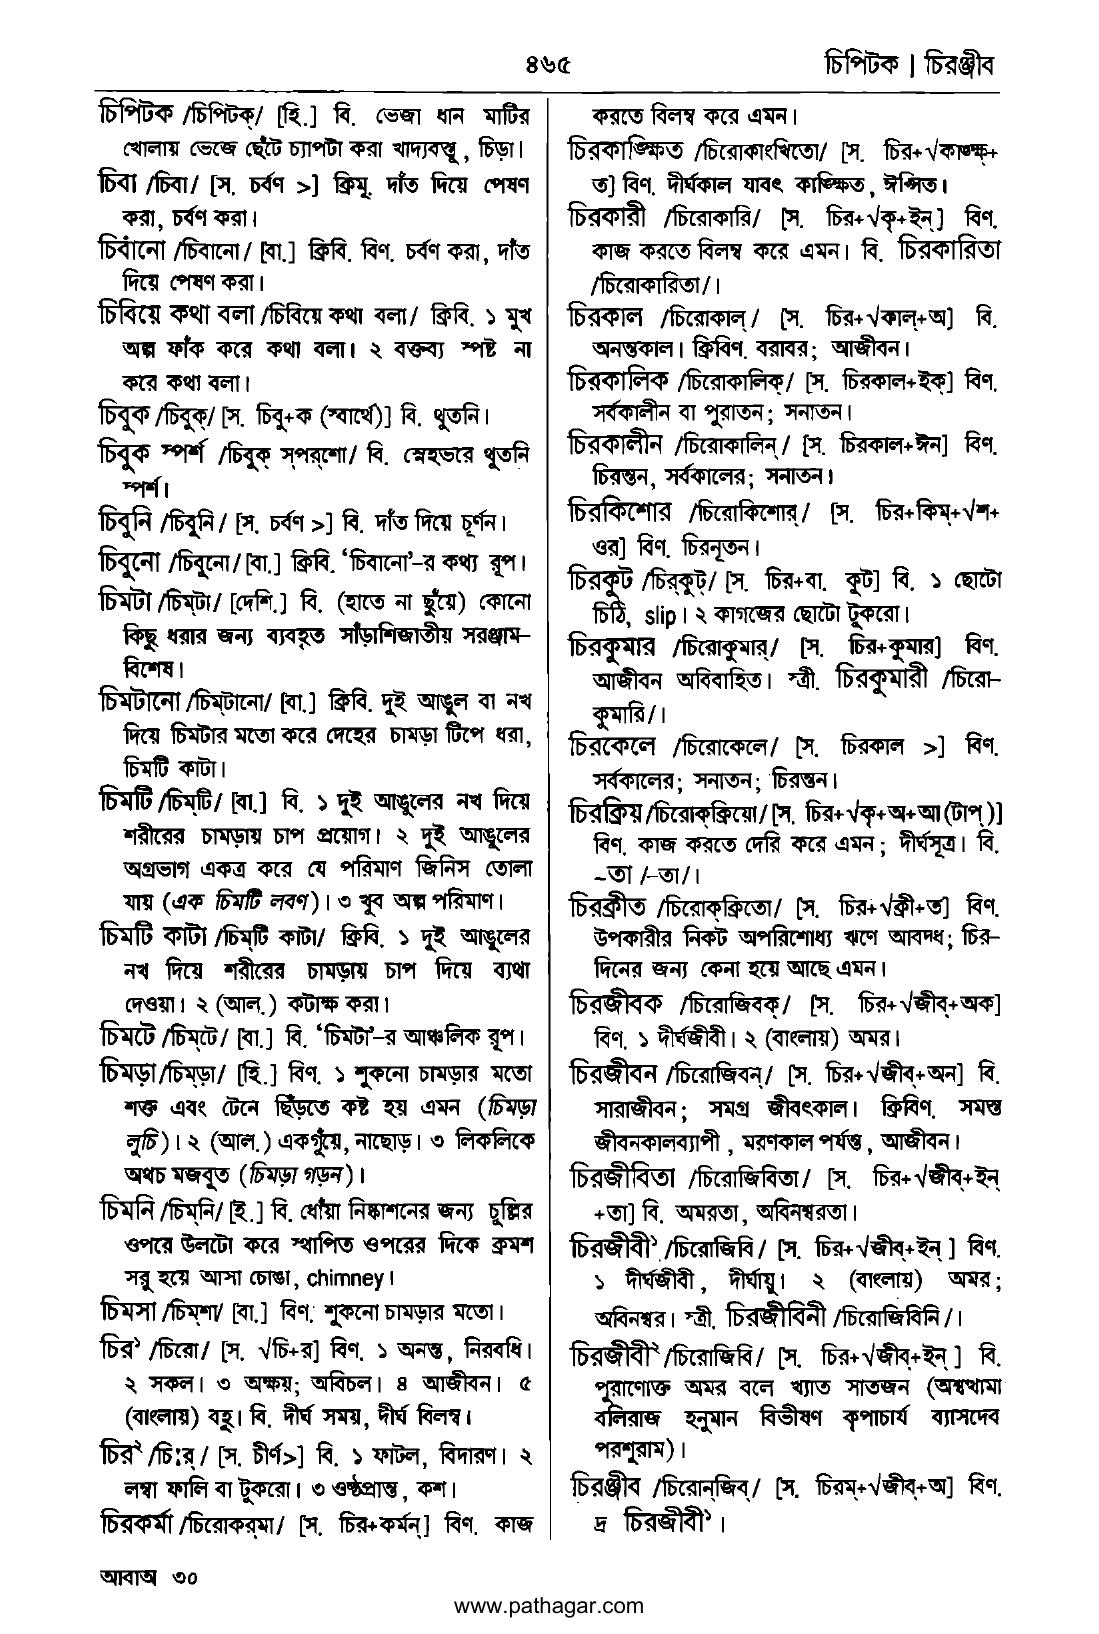 ৪৬৫
চিপিটক | চিরঞ্জীব
চিপিটক /চিপিটক্/ [হি.] বি. ভেজা ধান মাটির
খোলায় ভেজে ছেঁটে চ্যাপটা করা খাদ্যবস্তু, চিড়া।
চিবা /চিবা/ [স. চর্বণ >] ক্রিমূ. দাঁত দিয়ে পেষণ
করা, চর্বণ করা।
চিবানো /চিবানো/ [বা.] ক্রিবি. বিণ. চর্বণ করা, দাঁত
দিয়ে পেষণ করা।
চিবিয়ে কথা বলা /চিবিয়ে কথা বলা/ ক্রিবি. ১ মুখ
অল্প ফাঁক করে কথা বলা। ২ বক্তব্য স্পষ্ট না
করে কথা বলা।
চিবুক /চিবুক্/ [স. চিবু+ক (স্বার্থে)] বি. থুতনি।
চিবুক স্পর্শ /চিবুক্ স্পর্‌শো/ বি. স্নেহভরে থুতনি
স্পর্শ।
চিবুনি /চিবুনি/ [স. চর্বণ >] বি. দাঁত দিয়ে চূর্ণন।
চিবুনো /চিবুনো/ [বা.] ক্রিবি. ‘চিবানো’-র কথ্য রূপ।
চিমটা /চিম্‌টা/ [দেশি.] বি. (হাতে না ছুঁয়ে) কোনো
কিছু ধরার জন্য ব্যবহৃত সাঁড়াশিজাতীয় সরঞ্জাম-
বিশেষ।
চিমটানো /চিম্‌টানো/ [বা.] ক্রিবি. দুই আঙুল বা নখ
দিয়ে চিমটার মতো করে দেহের চামড়া টিপে ধরা,
চিমটি কাটা।
চিমটি /চিম্‌টি/ [বা.] বি. ১ দুই আঙুলের নখ দিয়ে
শরীরের চামড়ায় চাপ প্রয়োগ। ২ দুই আঙুলের
অগ্রভাগ একত্র করে যে পরিমাণ জিনিস তোলা
যায় (এক চিমটি লবণ)। ৩ খুব অল্প পরিমাণ।
চিমটি কাটা /চিম্‌টি কাটা/ ক্রিবি. ১ দুই আঙুলের
নখ দিয়ে শরীরের চামড়ায় চাপ দিয়ে ব্যথা
দেওয়া। ২ (আল.) কটাক্ষ করা।
চিমটে /চিম্‌টে/ [বা.] বি. ‘চিমটা’-র আঞ্চলিক রূপ।
চিমড়া /চিম্‌ড়া/ [হি.] বিণ. ১ শুকনো চামড়ার মতো
শক্ত এবং টেনে ছিঁড়তে কষ্ট হয় এমন (চিমড়া
লুচি)। ২ (আল.) একগুঁয়ে, নাছোড়। ৩ লিকলিকে
অথচ মজবুত (চিমড়া গড়ন)।
চিমনি /চিম্‌নি/ [ই.] বি. ধোঁয়া নিষ্কাশনের জন্য চুল্লির
ওপরে উলটো করে স্থাপিত ওপরের দিকে ক্রমশ
সরু হয়ে আসা চোঙা, chimney।
চিমসা /চিম্‌শা/ [বা.] বিণ. শুকনো চামড়ার মতো।
চির১ /চিরো/ [স. √চি+র] বিণ. ১ অনন্ত, নিরবধি।
২ সকল। ৩ অক্ষয়; অবিচল। ৪ আজীবন। ৫
(বাংলায়) বহু। বি. দীর্ঘ সময়, দীর্ঘ বিলম্ব।
চির২ /চি:র্/ [স. চীর্ণ>] বি. ১ ফাটল, বিদারণ। ২
লম্বা ফালি বা টুকরো। ৩ ওষ্ঠপ্রান্ত, কশ।
চিরকর্মা /চিরোকর্‌মা/ [স. চির+কর্মন্] বিণ. কাজ
করতে বিলম্ব করে এমন।
চিরকাঙ্ক্ষিত /চিরোকাংখিতো/ [স. চির+√কাঙ্ক্ষ্+
ত] বিণ. দীর্ঘকাল যাবৎ কাঙ্ক্ষিত, ঈপ্সিত।
চিরকারী /চিরোকারি/ [স. চির+√কৃ+ইন্] বিণ.
কাজ করতে বিলম্ব করে এমন। বি. চিরকারিতা
/চিরোকারিতা/।
চিরকাল /চিরোকাল্/ [স. চির+√কাল্+অ] বি.
অনন্তকাল। ক্রিবিণ. বরাবর; আজীবন।
চিরকালিক /চিরোকালিক্/ [স. চিরকাল+ইক্] বিণ.
সর্বকালীন বা পুরাতন; সনাতন।
চিরকালীন /চিরোকালিন্/ [স. চিরকাল+ঈন] বিণ.
চিরন্তন, সর্বকালের; সনাতন।
চিরকিশোর /চিরোকিশোর্/ [স. চির+কিম্+√শ+
ওর] বিণ. চিরনূতন।
চিরকুট /চির্‌কুট্/ [স. চির+বা. কুট] বি. ১ ছোটো
চিঠি, slip। ২ কাগজের ছোটো টুকরো।
চিরকুমার /চিরোকুমার্/ [স. চির+কুমার] বিণ.
আজীবন অবিবাহিত। স্ত্রী. চিরকুমারী /চিরো-
কুমারি/।
চিরকেলে /চিরোকেলে/ [স. চিরকাল >] বিণ.
সর্বকালের; সনাতন; চিরন্তন।
চিরক্রিয় /চিরোক্‌ক্রিয়ো/ [স. চির+√কৃ+অ+আ(টাপ্)]
বিণ. কাজ করতে দেরি করে এমন; দীর্ঘসূত্র। বি.
~তা /-তা/।
চিরক্রীত /চিরোক্‌ক্রিতো/ [স. চির+√ক্রী+ত] বিণ.
উপকারীর নিকট অপরিশোধ্য ঋণে আবদ্ধ; চির-
দিনের জন্য কেনা হয়ে আছে এমন।
চিরজীবক /চিরোজিবক্/ [স. চির+√জীব্+অক]
বিণ. ১ দীর্ঘজীবী। ২ (বাংলায়) অমর।
চিরজীবন /চিরোজিবন্/ [স. চির+√জীব্+অন] বি.
সারাজীবন; সমগ্র জীবৎকাল। ক্রিবিণ. সমস্ত
জীবনকালব্যাপী, মরণকাল পর্যন্ত, আজীবন।
চিরজীবিতা /চিরোজিবিতা/ [স. চির+√জীব্+ইন্
+তা] বি. অমরতা, অবিনশ্বরতা।
চিরজীবী১ /চিরোজিবি/ [স. চির+√জীব্+ইন্ ] বিণ.
১ দীর্ঘজীবী, দীর্ঘায়ু। ২ (বাংলায়) অমর;
অবিনশ্বর। স্ত্রী. চিরজীবিনী /চিরোজিবিনি/।
চিরজীবী২ /চিরোজিবি/ [স. চির+√জীব্+ইন্ ] বি.
পুরাণোক্ত অমর বলে খ্যাত সাতজন (অশ্বত্থামা
বলিরাজ হনুমান বিভীষণ কৃপাচার্য ব্যাসদেব
পরশুরাম)।
চিরঞ্জীব /চিরোন্‌জিব্/ [স. চিরম্+√জীব্+অ] বিণ.
দ্র চিরজীবী১।
আবাঅ ৩০
www.pathagar.com